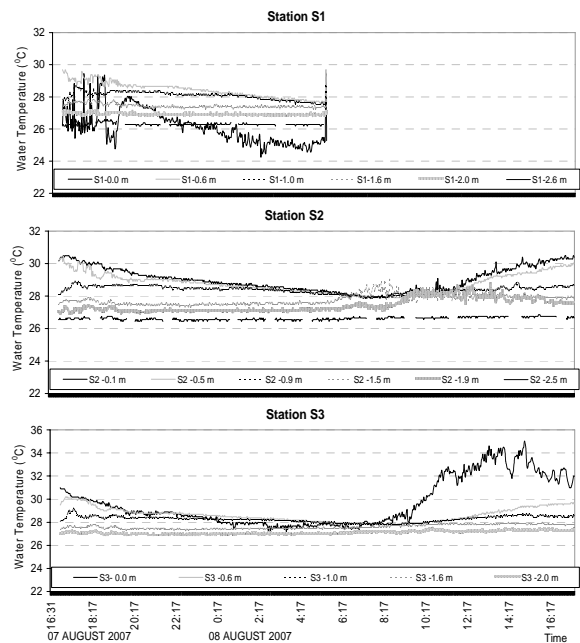 Station S1
Water Temperature (⁰C)
32
30
28
26
24
22
S1-0.0 m S1-0.6 m S1-1.0 m S1-1.6 m S1-2.0 m S1-2.6 m
Station S2
Water Temperature (⁰C)
32
30
28
26
24
22
S2 -0.1 m S2 -0.5 m S2 -0.9 m S2 -1.5 m S2 -1.9 m S2 -2.5 m
Station S3
Water Temperature (⁰C)
36
34
32
30
28
26
24
22
S3- 0.0 m S3 -0.6 m S3 -1.0 m S3 -1.6 m S3 -2.0 m
16:31 18:17 20:17 22:17 0:17 2:17 4:17 6:17 8:17 10:17 12:17 14:17 16:17
07 AUGUST 2007 08 AUGUST 2007 Time